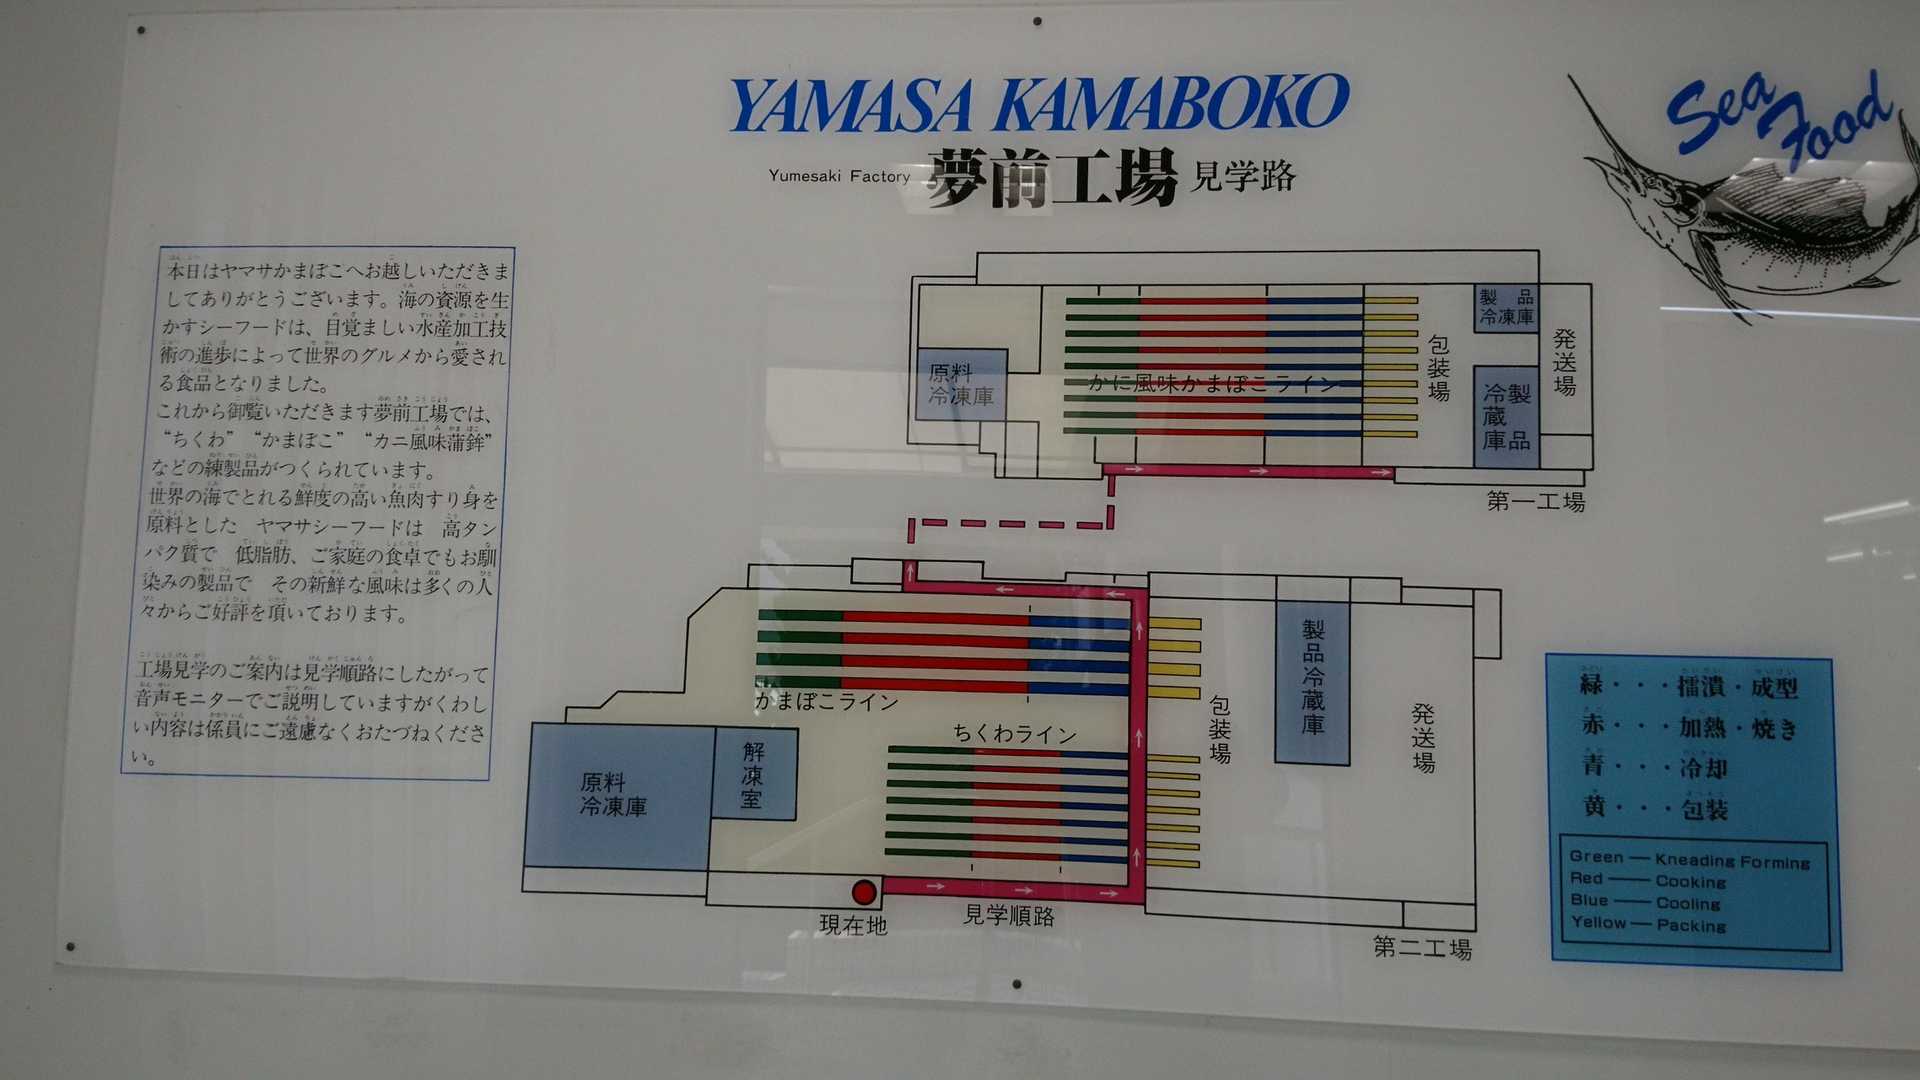 YAMASA KAMABOKO
Yumesaki Factory 夢前工場 見学路
Sea Food
本日はヤマサかまぼこへお越しいただきま
してありがとうございます。海の資源を生
かすシーフードは、目覚ましい水産加工技
術の進歩によって世界のグルメから愛され
る食品となりました。
これから御覧いただきます夢前工場では、
“ちくわ” “かまぼこ” “カニ風味蒲鉾”
などの練製品がつくられています。
世界の海でとれる鮮度の高い魚肉すり身を
原料とした ヤマサシーフードは 高タン
パク質で 低脂肪、ご家庭の食卓でもお馴
染みの製品で その新鮮な風味は多くの人
々からご好評を頂いております。
工場見学のご案内は見学順路にしたがって
音声モニターでご説明していますがくわし
い内容は係員にご遠慮なくおたづねくださ
い。
原料
冷凍庫
かに風味かまぼこライン
包装場
製品
冷凍庫
冷蔵庫
製品
発送場
第一工場
かまぼこライン
ちくわライン
原料
冷凍庫
解凍室
包装場
製品冷蔵庫
発送場
現在地
見学順路
第二工場
緑・・・擂潰・成型
赤・・・加熱・焼き
青・・・冷却
黄・・・包装
Green — Kneading Forming
Red — Cooking
Blue — Cooling
Yellow — Packing